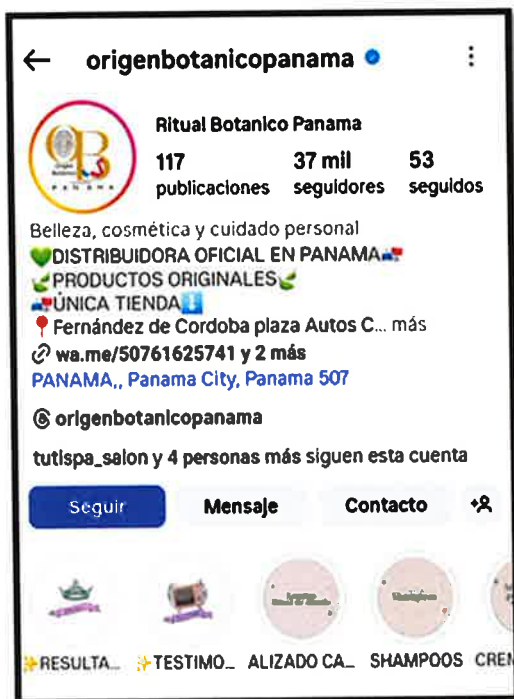 origenbotanicopanama
Ritual Botanico Panama
117 37 mil 53
publicaciones seguidores seguidos
Belleza, cosmética y cuidado personal
💚DISTRIBUIDORA OFICIAL EN PANAMA🇵🇦
🌿PRODUCTOS ORIGINALES🌿
🇵🇦ÚNICA TIENDA⬇️
📍Fernández de Cordoba plaza Autos C... más
wa.me/50761625741 y 2 más
PANAMA,, Panama City, Panama 507
origenbotanicopanama
tutispa_salon y 4 personas más siguen esta cuenta
Seguir Mensaje Contacto
✨RESULTA... ✨TESTIMO... ALIZADO CA... SHAMPOOS CREM